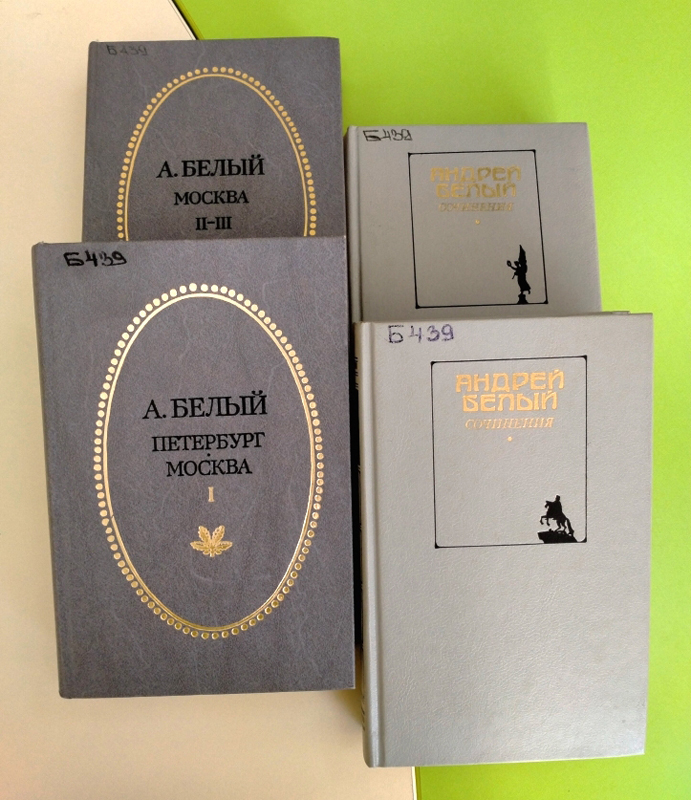 Б439
А. БЕЛЫЙ
МОСКВА
II-III
Б439
АНДРЕЙ
БЕЛЫЙ
СОЧИНЕНИЯ
Б439
А. БЕЛЫЙ
ПЕТЕРБУРГ
МОСКВА
I
Б439
АНДРЕЙ
БЕЛЫЙ
СОЧИНЕНИЯ